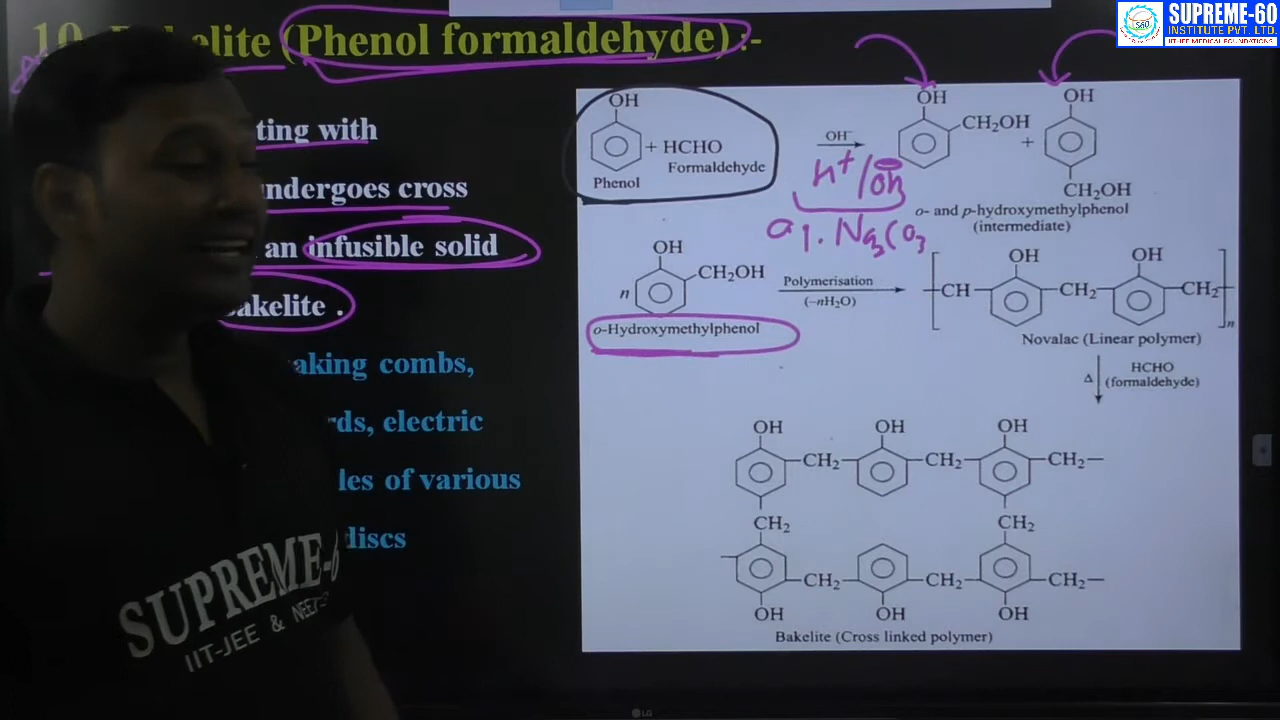 SUPREME-60
INSTITUTE PVT. LTD.
IIT-JEE MEDICAL FOUNDATIONS
(Phenol formaldehyde) :-
ting with
undergoes cross
an infusible solid
Bakelite .
aking combs,
rds, electric
les of various
discs
OH
+ HCHO
Formaldehyde
Phenol
OH⁻
H⁺/OH
aq. Na₂CO₃
OH
CH₂OH
+
OH
CH₂OH
o- and p-hydroxymethylphenol
(intermediate)
OH
CH₂OH
n
o-Hydroxymethylphenol
Polymerisation
(−nH₂O)
OH OH
CH CH₂ CH₂
n
Novalac (Linear polymer)
Δ HCHO
(formaldehyde)
OH OH OH
CH₂ CH₂ CH₂—
CH₂ CH₂
CH₂ CH₂ CH₂—
OH OH OH
Bakelite (Cross linked polymer)
SUPREME-6
IIT-JEE & NEET
LG